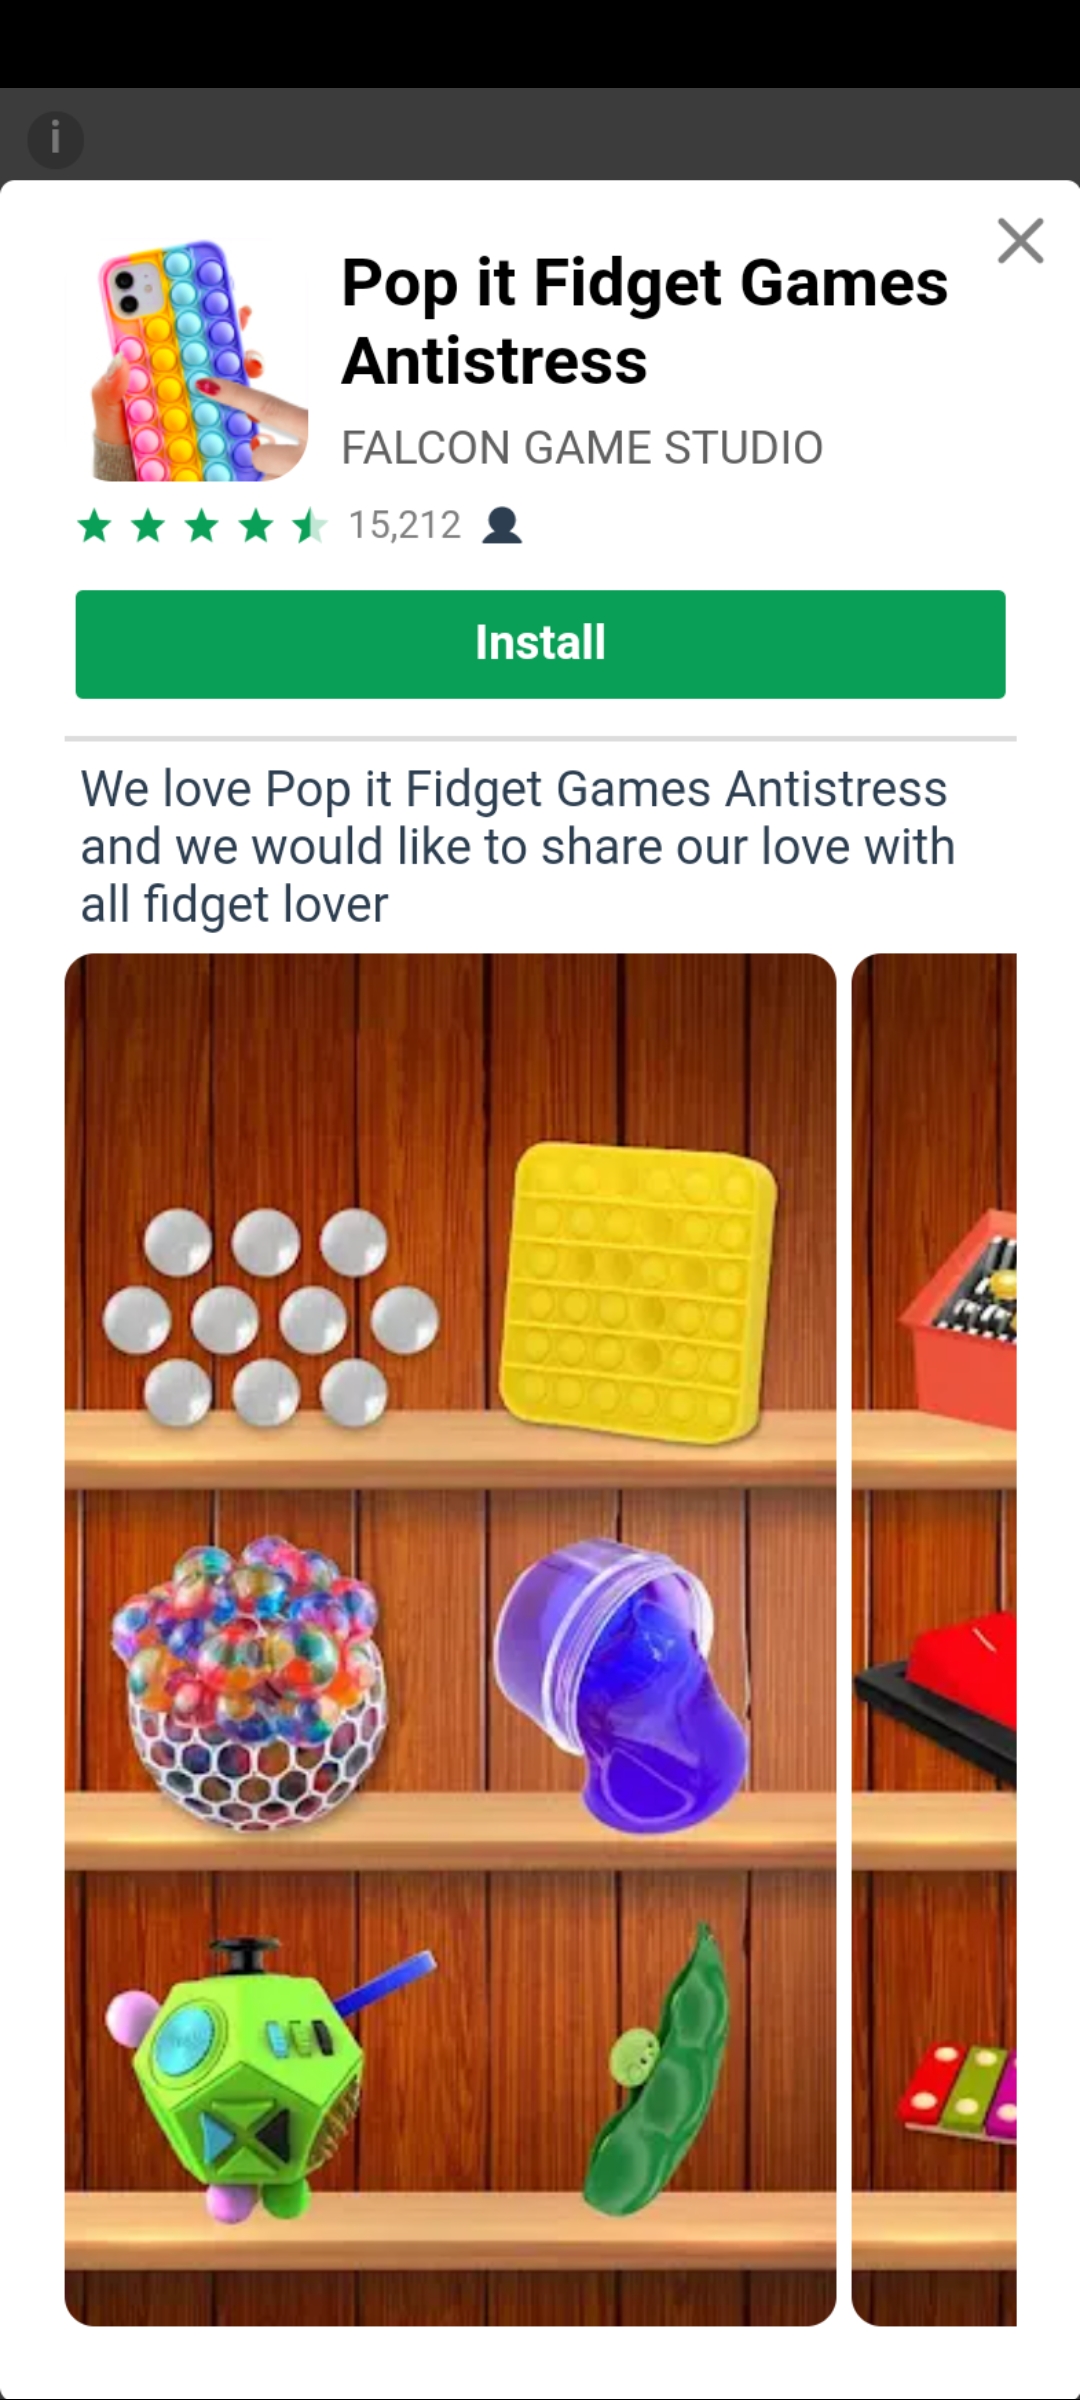 i
Pop it Fidget Games
Antistress
FALCON GAME STUDIO
15,212
Install
We love Pop it Fidget Games Antistress
and we would like to share our love with
all fidget lover